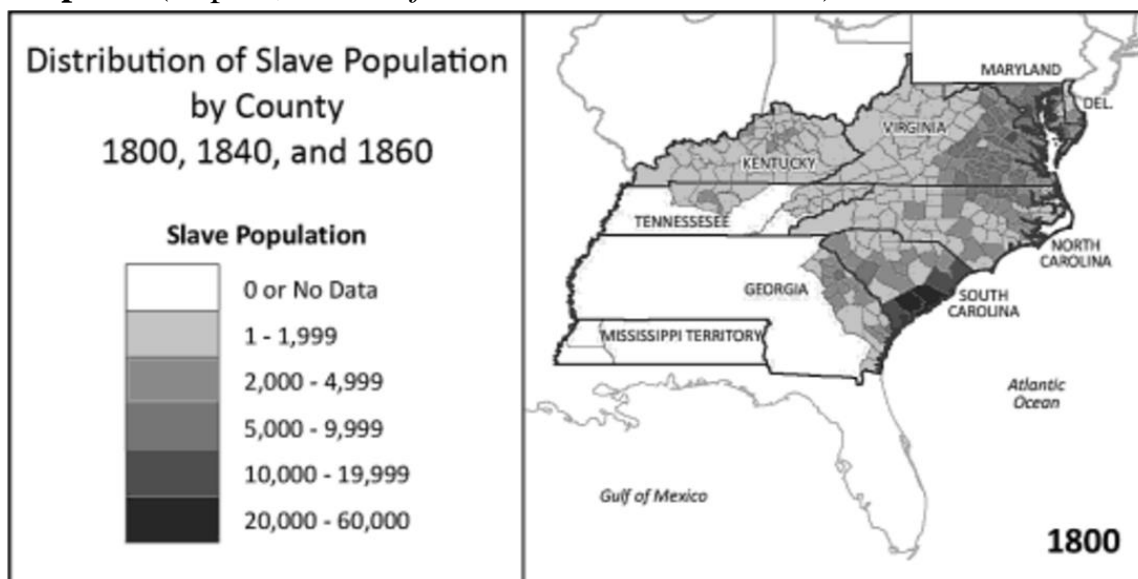 Distribution of Slave Population
by County
1800, 1840, and 1860
Slave Population
0 or No Data
1 - 1,999
2,000 - 4,999
5,000 - 9,999
10,000 - 19,999
20,000 - 60,000
MARYLAND
DEL.
VIRGINIA
KENTUCKY
TENNESESEE
NORTH
CAROLINA
GEORGIA
SOUTH
CAROLINA
MISSISSIPPI TERRITORY
Atlantic
Ocean
Gulf of Mexico
1800